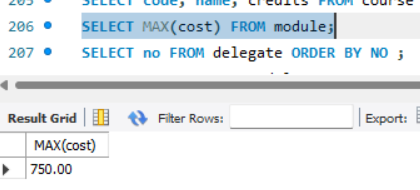 205 SELECT code, name, credits FROM course
206 SELECT MAX(cost) FROM module;
207 SELECT no FROM delegate ORDER BY NO ;
Result Grid Filter Rows: Export:
MAX(cost)
750.00